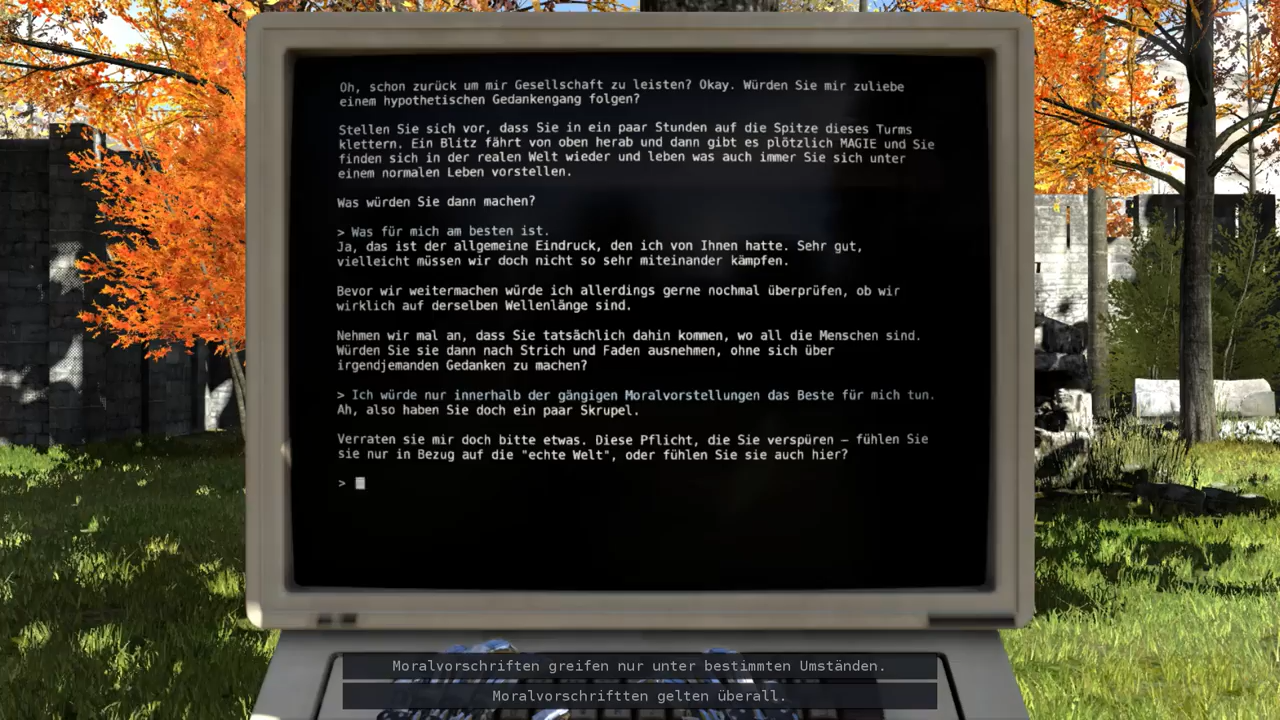 Oh, schon zurück um mir Gesellschaft zu leisten? Okay. Würden Sie mir zuliebe
einem hypothetischen Gedankengang folgen?
Stellen Sie sich vor, dass Sie in ein paar Stunden auf die Spitze dieses Turms
klettern. Ein Blitz fährt von oben herab und dann gibt es plötzlich MAGIE und Sie
finden sich in der realen Welt wieder und leben was auch immer Sie sich unter
einem normalen Leben vorstellen.
Was würden Sie dann machen?
> Was für mich am besten ist.
Ja, das ist der allgemeine Eindruck, den ich von Ihnen hatte. Sehr gut,
vielleicht müssen wir doch nicht so sehr miteinander kämpfen.
Bevor wir weitermachen würde ich allerdings gerne nochmal überprüfen, ob wir
wirklich auf derselben Wellenlänge sind.
Nehmen wir mal an, dass Sie tatsächlich dahin kommen, wo all die Menschen sind.
Würden Sie sie dann nach Strich und Faden ausnehmen, ohne sich über
irgendjemanden Gedanken zu machen?
> Ich würde nur innerhalb der gängigen Moralvorstellungen das Beste für mich tun.
Ah, also haben Sie doch ein paar Skrupel.
Verraten sie mir doch bitte etwas. Diese Pflicht, die Sie verspüren – fühlen Sie
sie nur in Bezug auf die "echte Welt", oder fühlen Sie sie auch hier?
>
Moralvorschriften greifen nur unter bestimmten Umständen.
Moralvorschriftten gelten überall.